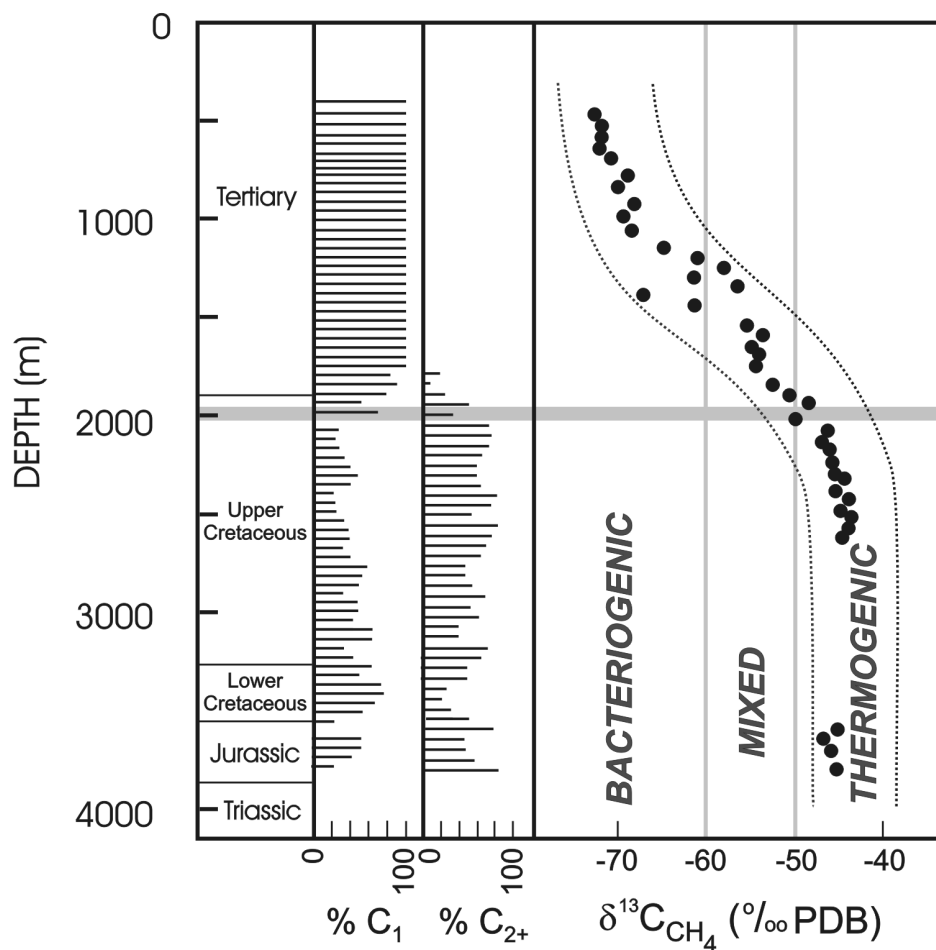 0
1000
2000
3000
4000
DEPTH (m)
Tertiary
Upper
Cretaceous
Lower
Cretaceous
Jurassic
Triassic
BACTERIOGENIC
MIXED
THERMOGENIC
0 100 0 100 -70 -60 -50 -40
% C1 % C2+ δ13CCH4 (‰ PDB)